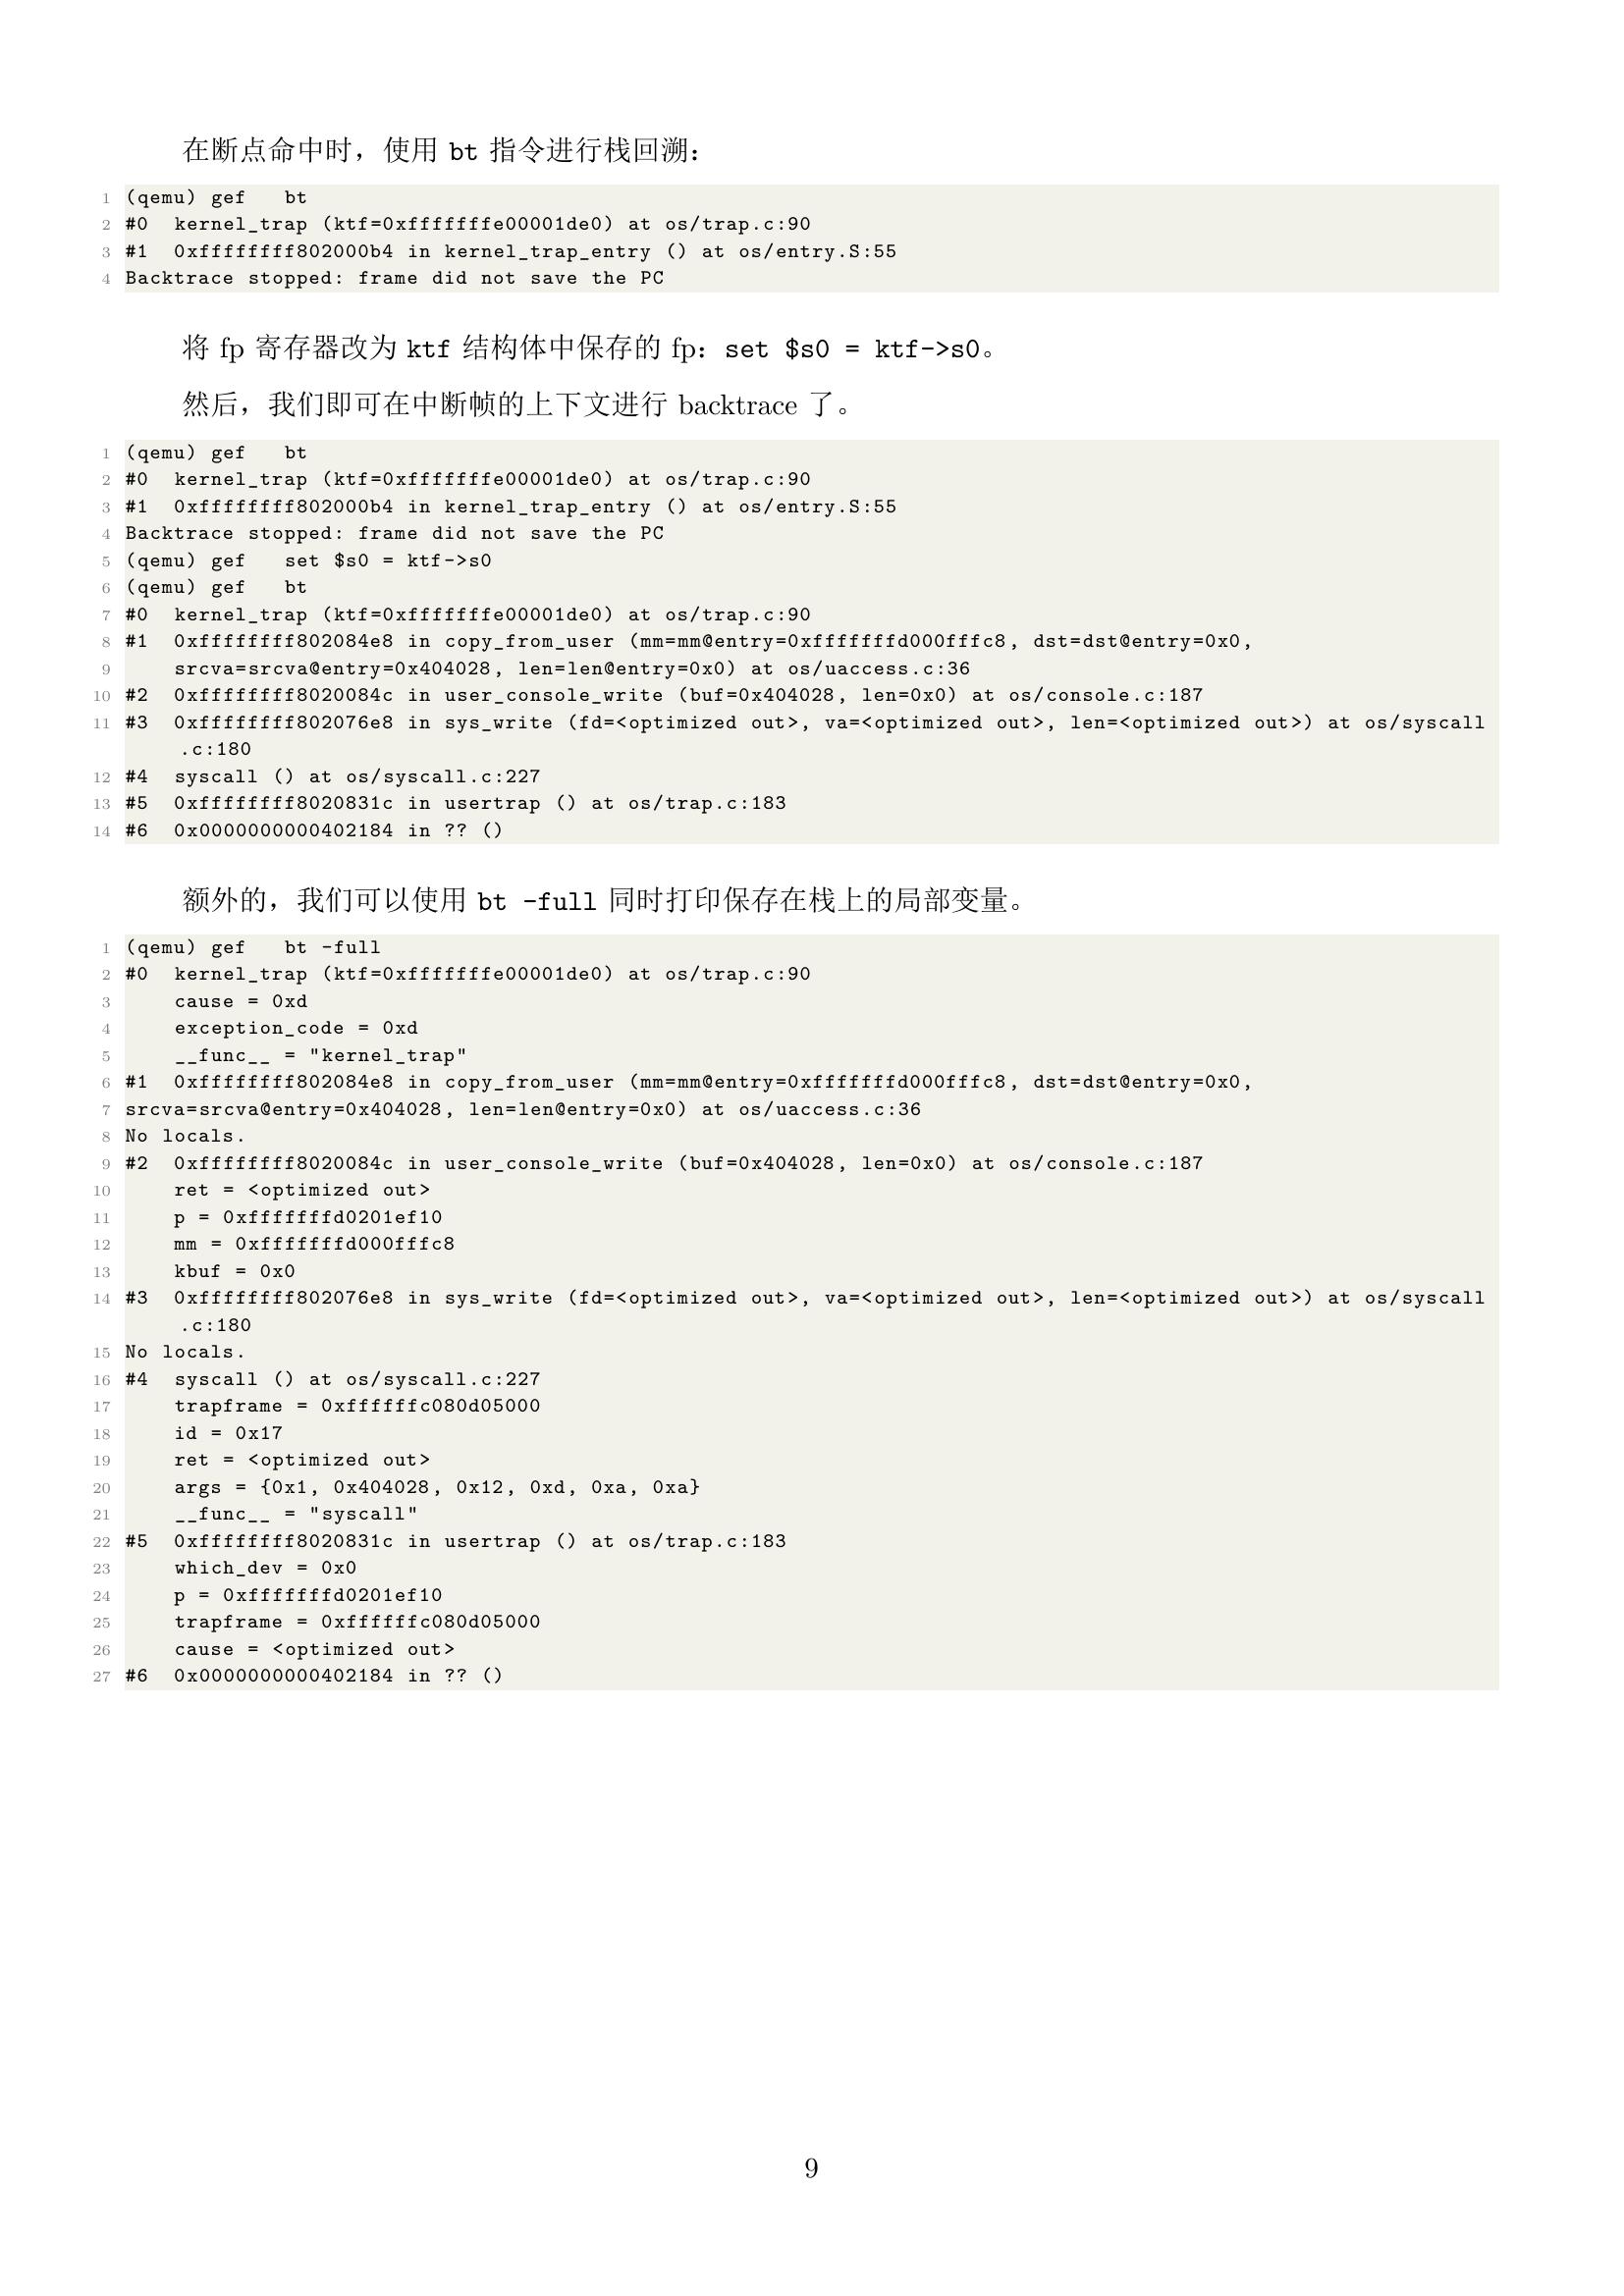 在断点命中时，使用 bt 指令进行栈回溯：
1 (qemu) gef   bt
2 #0  kernel_trap (ktf=0xfffffffe00001de0) at os/trap.c:90
3 #1  0xffffffff802000b4 in kernel_trap_entry () at os/entry.S:55
4 Backtrace stopped: frame did not save the PC
将 fp 寄存器改为 ktf 结构体中保存的 fp：set $s0 = ktf->s0。
然后，我们即可在中断帧的上下文进行 backtrace 了。
1 (qemu) gef   bt
2 #0  kernel_trap (ktf=0xfffffffe00001de0) at os/trap.c:90
3 #1  0xffffffff802000b4 in kernel_trap_entry () at os/entry.S:55
4 Backtrace stopped: frame did not save the PC
5 (qemu) gef   set $s0 = ktf->s0
6 (qemu) gef   bt
7 #0  kernel_trap (ktf=0xfffffffe00001de0) at os/trap.c:90
8 #1  0xffffffff802084e8 in copy_from_user (mm=mm@entry=0xfffffffd000fffc8, dst=dst@entry=0x0,
9     srcva=srcva@entry=0x404028, len=len@entry=0x0) at os/uaccess.c:36
10 #2  0xffffffff8020084c in user_console_write (buf=0x404028, len=0x0) at os/console.c:187
11 #3  0xffffffff802076e8 in sys_write (fd=<optimized out>, va=<optimized out>, len=<optimized out>) at os/syscall
.c:180
12 #4  syscall () at os/syscall.c:227
13 #5  0xffffffff8020831c in usertrap () at os/trap.c:183
14 #6  0x0000000000402184 in ?? ()
额外的，我们可以使用 bt -full 同时打印保存在栈上的局部变量。
1 (qemu) gef   bt -full
2 #0  kernel_trap (ktf=0xfffffffe00001de0) at os/trap.c:90
3     cause = 0xd
4     exception_code = 0xd
5     __func__ = "kernel_trap"
6 #1  0xffffffff802084e8 in copy_from_user (mm=mm@entry=0xfffffffd000fffc8, dst=dst@entry=0x0,
7 srcva=srcva@entry=0x404028, len=len@entry=0x0) at os/uaccess.c:36
8 No locals.
9 #2  0xffffffff8020084c in user_console_write (buf=0x404028, len=0x0) at os/console.c:187
10     ret = <optimized out>
11     p = 0xfffffffd0201ef10
12     mm = 0xfffffffd000fffc8
13     kbuf = 0x0
14 #3  0xffffffff802076e8 in sys_write (fd=<optimized out>, va=<optimized out>, len=<optimized out>) at os/syscall
.c:180
15 No locals.
16 #4  syscall () at os/syscall.c:227
17     trapframe = 0xffffffc080d05000
18     id = 0x17
19     ret = <optimized out>
20     args = {0x1, 0x404028, 0x12, 0xd, 0xa, 0xa}
21     __func__ = "syscall"
22 #5  0xffffffff8020831c in usertrap () at os/trap.c:183
23     which_dev = 0x0
24     p = 0xfffffffd0201ef10
25     trapframe = 0xffffffc080d05000
26     cause = <optimized out>
27 #6  0x0000000000402184 in ?? ()
9